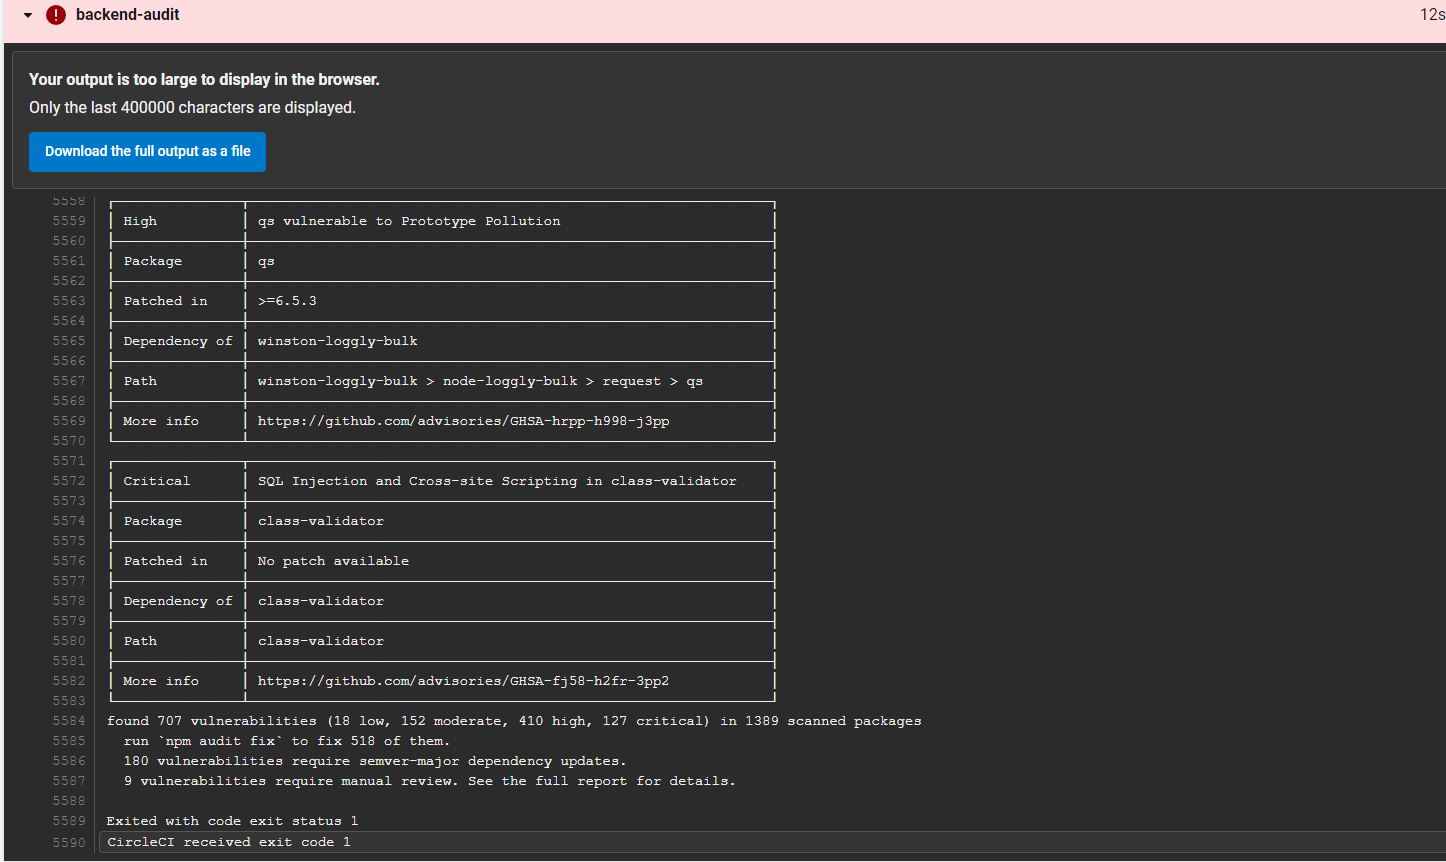 backend-audit 12s
Your output is too large to display in the browser.
Only the last 400000 characters are displayed.
Download the full output as a file
5558
5559 High qs vulnerable to Prototype Pollution
5560
5561 Package qs
5562
5563 Patched in >=6.5.3
5564
5565 Dependency of winston-loggly-bulk
5566
5567 Path winston-loggly-bulk > node-loggly-bulk > request > qs
5568
5569 More info https://github.com/advisories/GHSA-hrpp-h998-j3pp
5570
5571
5572 Critical SQL Injection and Cross-site Scripting in class-validator
5573
5574 Package class-validator
5575
5576 Patched in No patch available
5577
5578 Dependency of class-validator
5579
5580 Path class-validator
5581
5582 More info https://github.com/advisories/GHSA-fj58-h2fr-3pp2
5583
5584 found 707 vulnerabilities (18 low, 152 moderate, 410 high, 127 critical) in 1389 scanned packages
5585 run `npm audit fix` to fix 518 of them.
5586 180 vulnerabilities require semver-major dependency updates.
5587 9 vulnerabilities require manual review. See the full report for details.
5588
5589 Exited with code exit status 1
5590 CircleCI received exit code 1